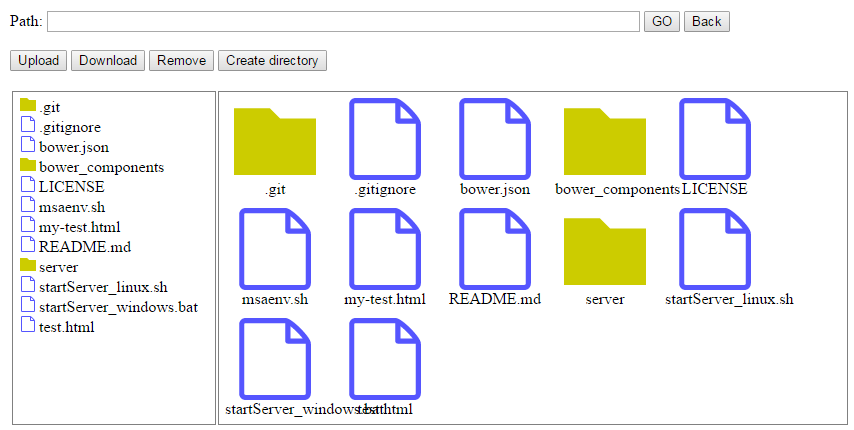 Path: GO Back
Upload Download Remove Create directory
.git
.gitignore
bower.json
bower_components
LICENSE
msaenv.sh
my-test.html
README.md
server
startServer_linux.sh
startServer_windows.bat
test.html
.git .gitignore bower.json bower_components LICENSE
msaenv.sh my-test.html README.md server startServer_linux.sh
startServer_windows.bat test.html